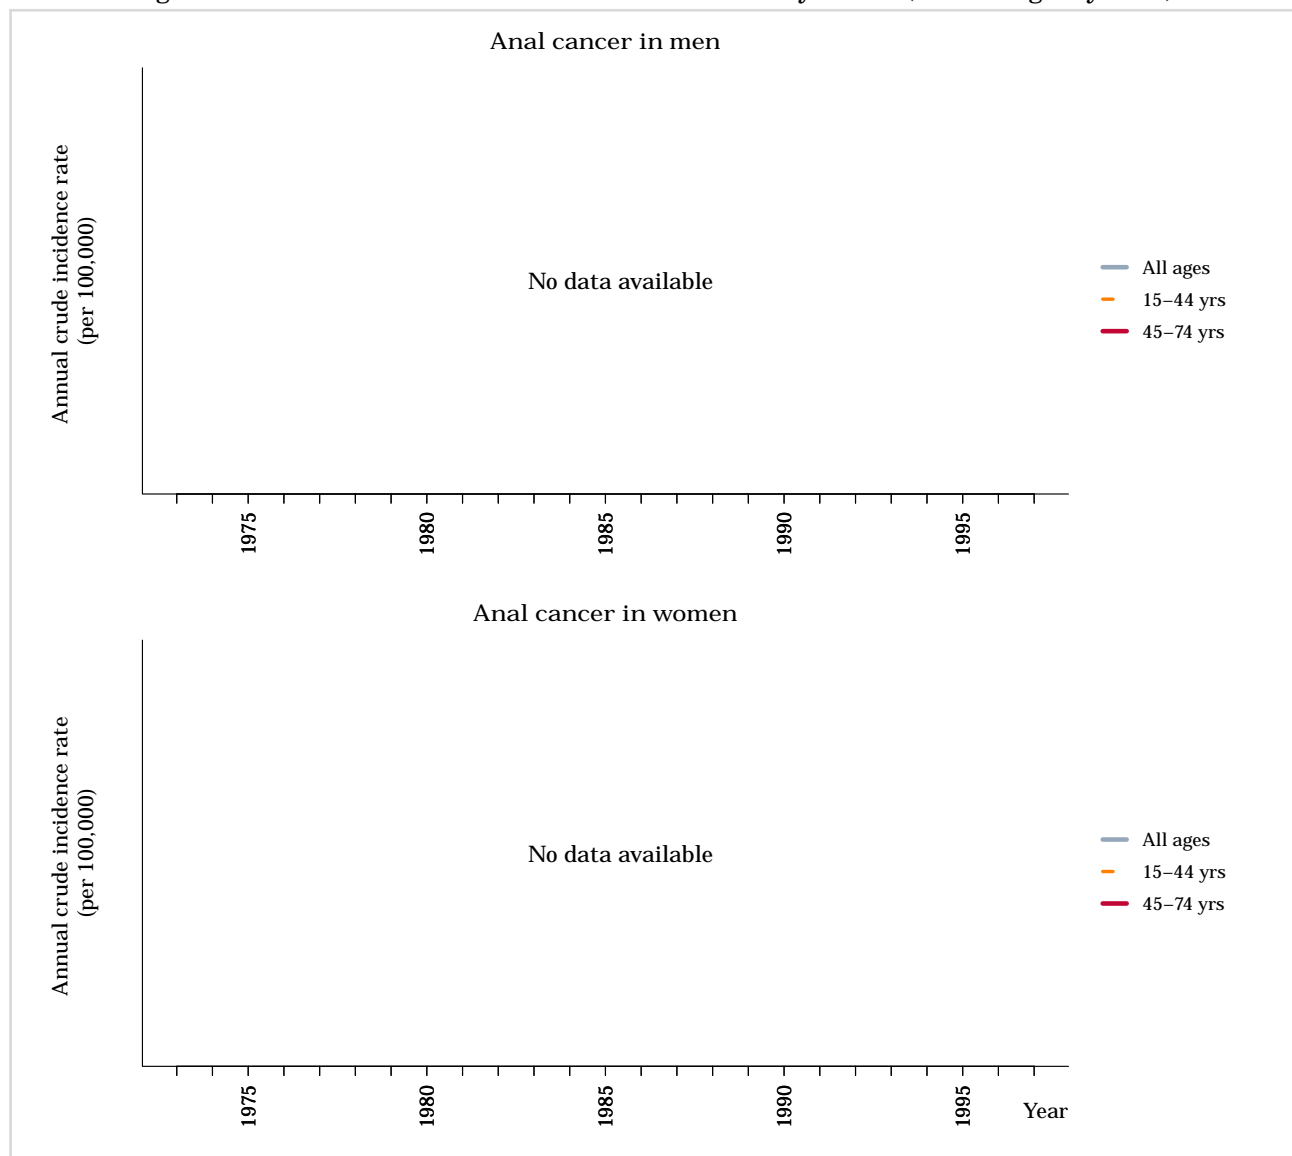 Anal cancer in men
Annual crude incidence rate
(per 100,000)
No data available
All ages
15–44 yrs
45–74 yrs
1975
1980
1985
1990
1995
Anal cancer in women
Annual crude incidence rate
(per 100,000)
No data available
All ages
15–44 yrs
45–74 yrs
1975
1980
1985
1990
1995
Year